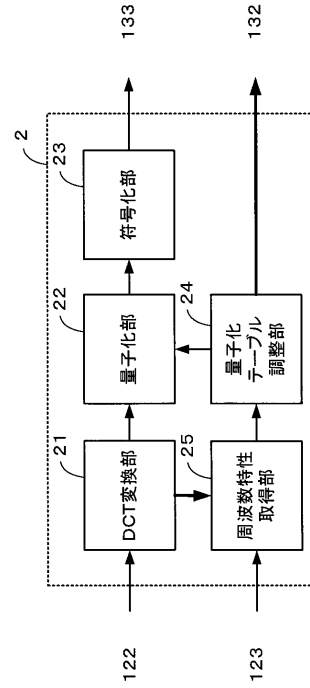 2
122
21
DCT変換部
22
量子化部
23
符号化部
133
123
25
周波数特性
取得部
24
量子化
テーブル
調整部
132